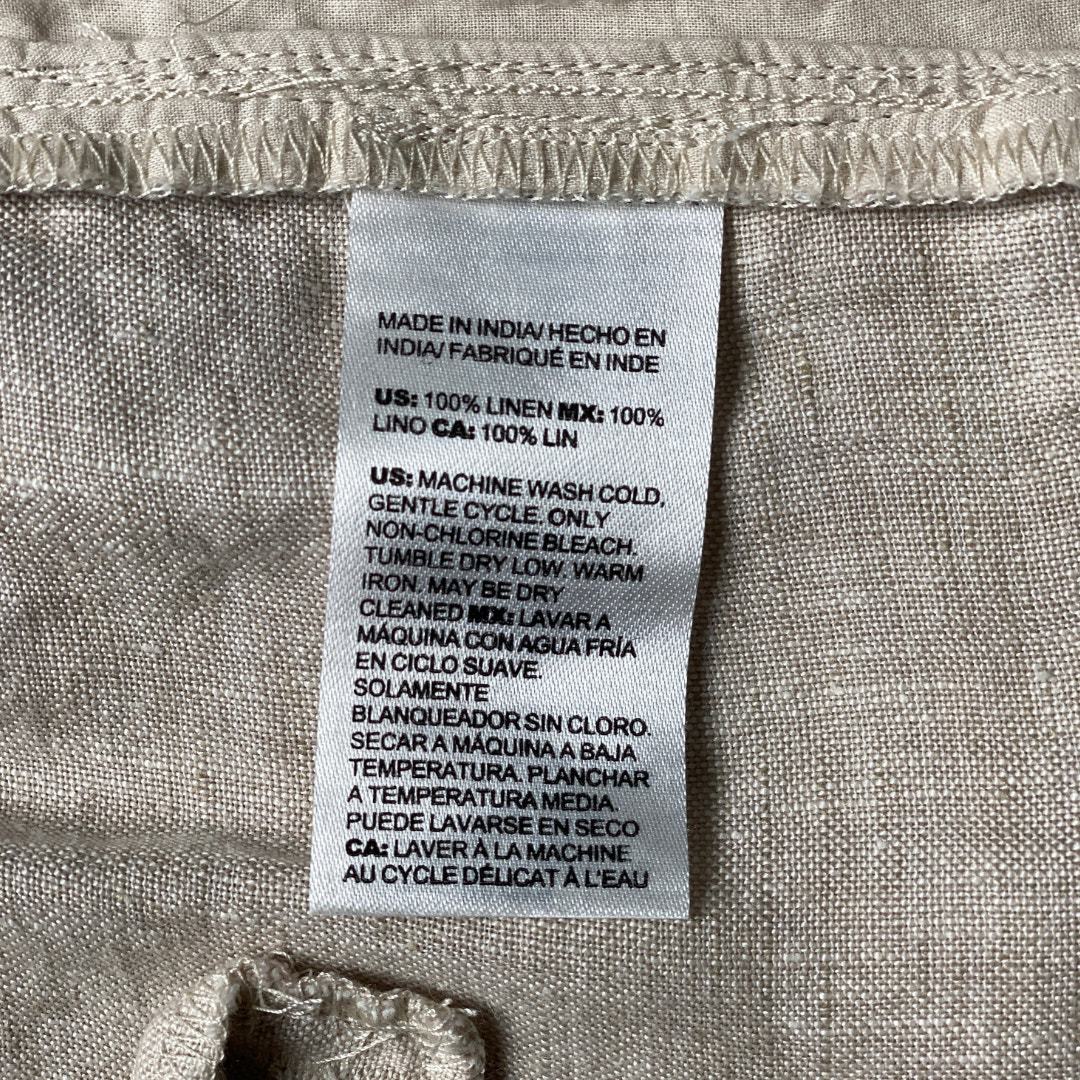 MADE IN INDIA/ HECHO EN
INDIA/ FABRIQUÉ EN INDE
US: 100% LINEN MX: 100%
LINO CA: 100% LIN
US: MACHINE WASH COLD,
GENTLE CYCLE. ONLY
NON-CHLORINE BLEACH.
TUMBLE DRY LOW. WARM
IRON. MAY BE DRY
CLEANED MX: LAVAR A
MÁQUINA CON AGUA FRÍA
EN CICLO SUAVE.
SOLAMENTE
BLANQUEADOR SIN CLORO.
SECAR A MÁQUINA A BAJA
TEMPERATURA. PLANCHAR
A TEMPERATURA MEDIA.
PUEDE LAVARSE EN SECO
CA: LAVER À LA MACHINE
AU CYCLE DÉLICAT À L'EAU